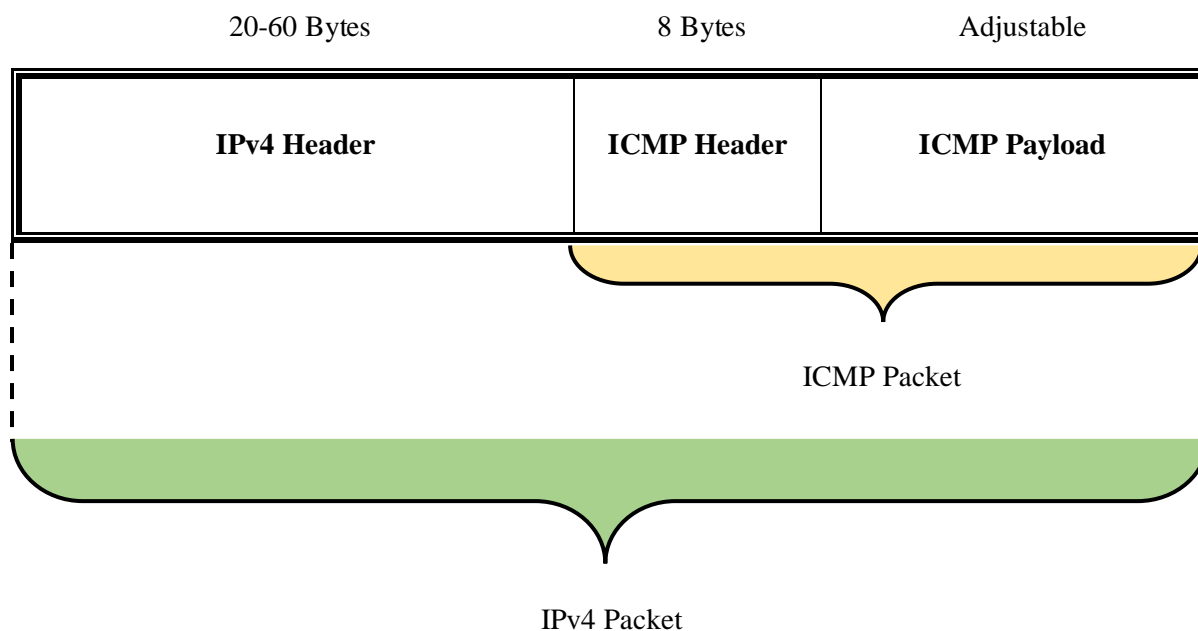 20-60 Bytes 8 Bytes Adjustable
IPv4 Header ICMP Header ICMP Payload
ICMP Packet
IPv4 Packet